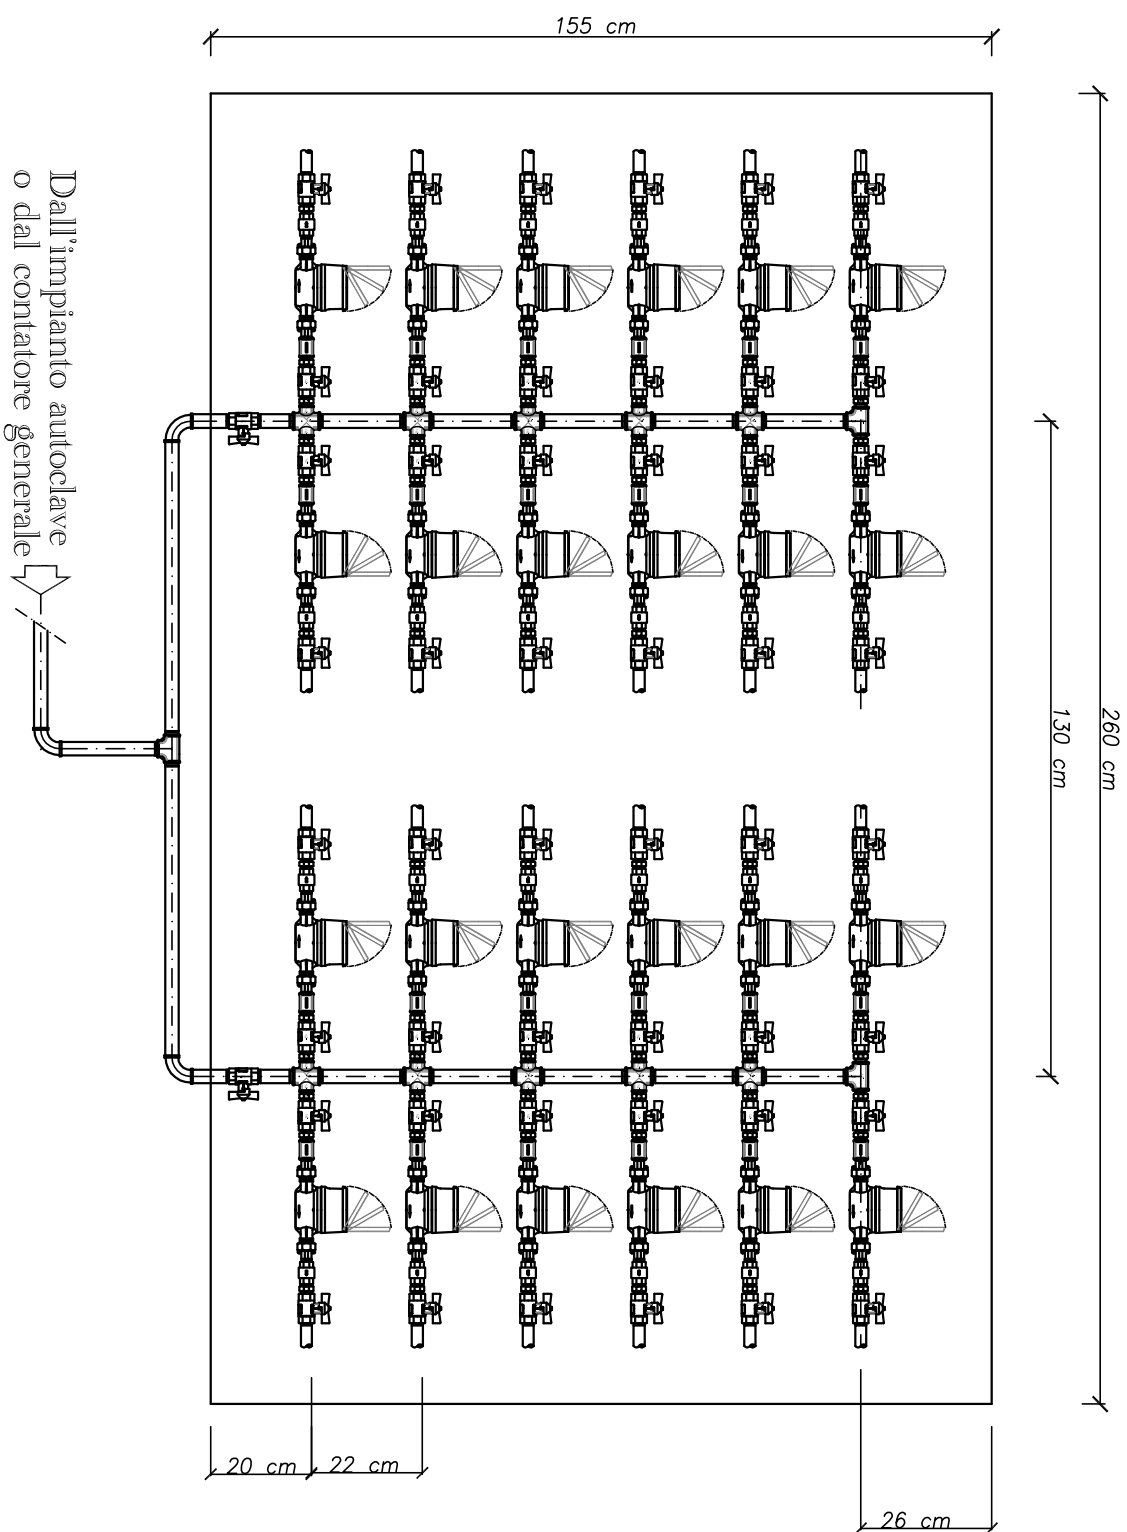 155 cm
Dall'impianto autoclave
o dal contatore generale
130 cm
260 cm
20 cm
22 cm
26 cm